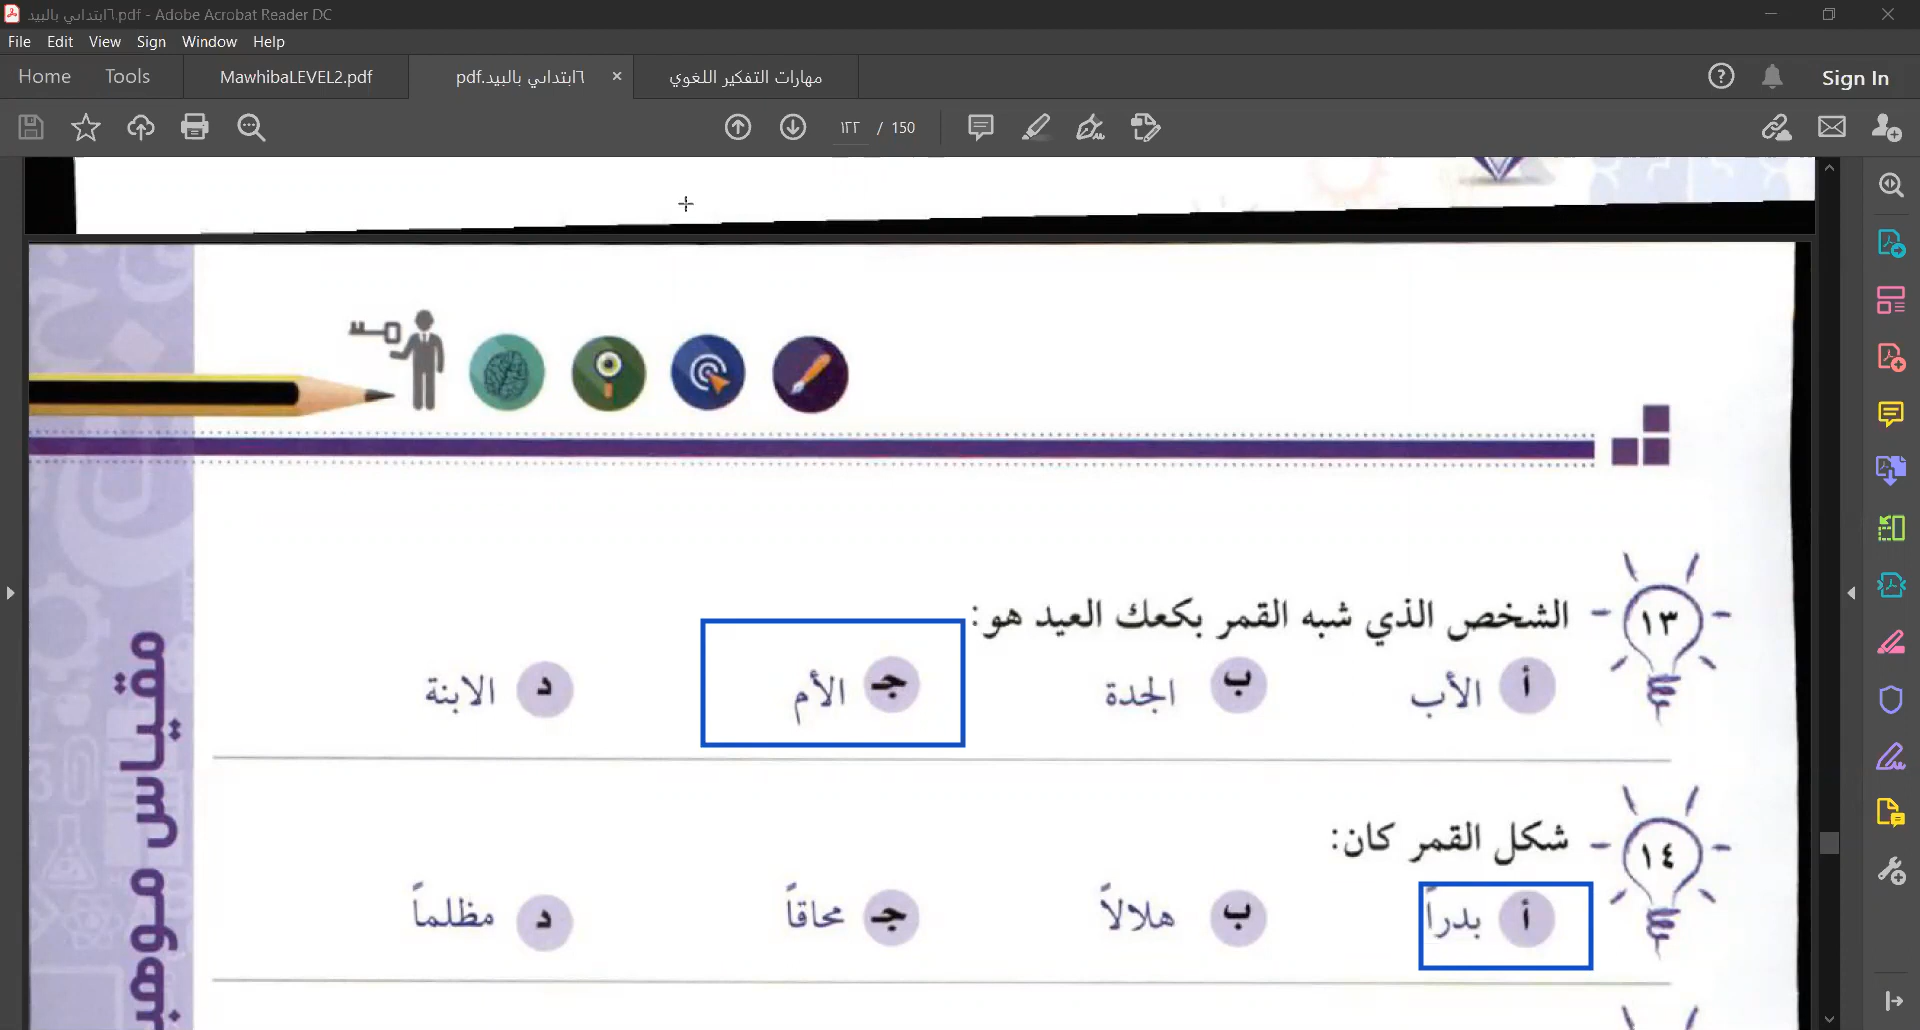 ٦ابتدائي بالبيد.pdf - Adobe Acrobat Reader DC
File Edit View Sign Window Help
Home Tools MawhibaLEVEL2.pdf ٦ابتدائي بالبيد.pdf × مهارات التفكير اللغوي Sign In
١٢٢ / 150
١٣ الشخص الذي شبه القمر بكعك العيد هو:
أ الأب ب الجدة جـ الأم د الابنة
١٤ شكل القمر كان:
أ بدراً ب هلالاً جـ محاقاً د مظلماً
مقياس موهبة